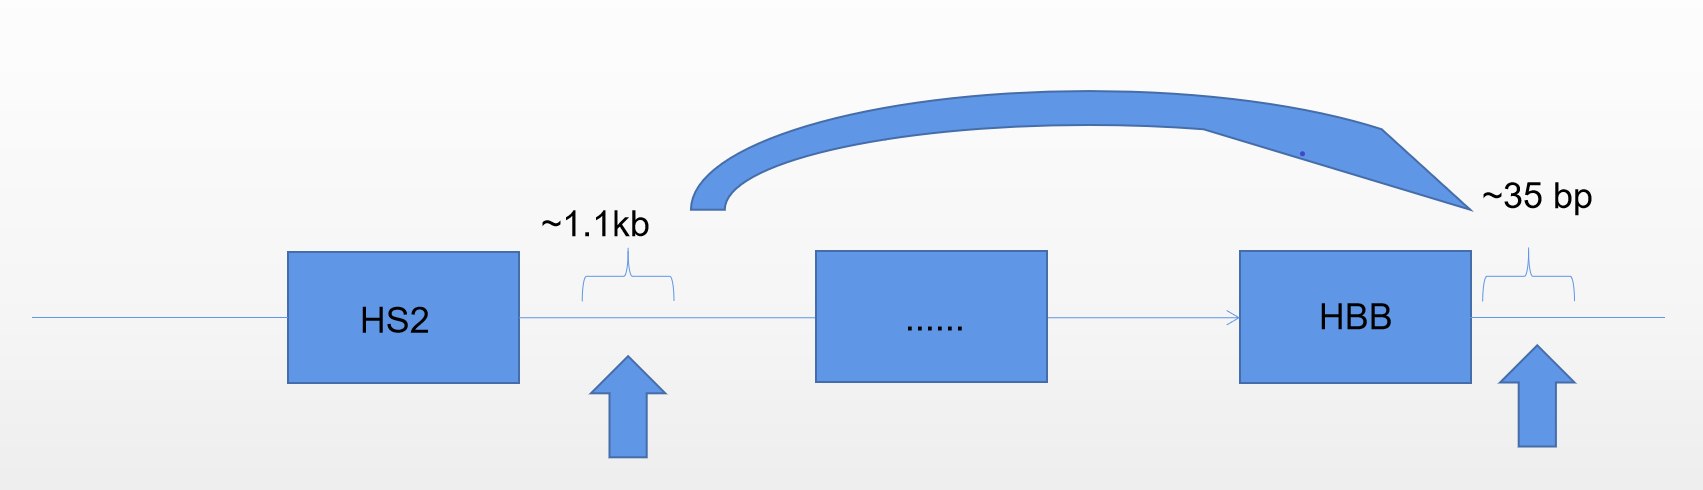 ~1.1kb
~35 bp
HS2
......
HBB